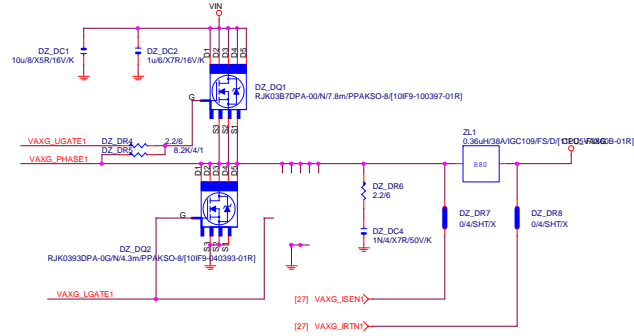 VIN
DZ_DC1
10u/8/X5R/16V/K
DZ_DC2
1u/6/X7R/16V/K
D1
D2
D3
D4
D5
G
DZ_DQ1
RJK03B7DPA-00/N/7.8m/PPAKSO-8/[10IF9-100397-01R]
S3
S2
S1
VAXG_UGATE1
DZ_DR4
2.2/6
DZ_DR5
8.2K/4/1
VAXG_PHASE1
ZL1
0.36uH/38A/IGC109/FS/D/
R80
D1
D2
D3
D4
D5
G
S3
S2
S1
DZ_DQ2
RJK0393DPA-0G/N/4.3m/PPAKSO-8/[10IF9-040393-01R]
DZ_DR6
2.2/6
DZ_DC4
1N/4/X7R/50V/K
DZ_DR7
0/4/SHT/X
DZ_DR8
0/4/SHT/X
VAXG_LGATE1
[27] VAXG_ISEN1
[27] VAXG_IRTN1